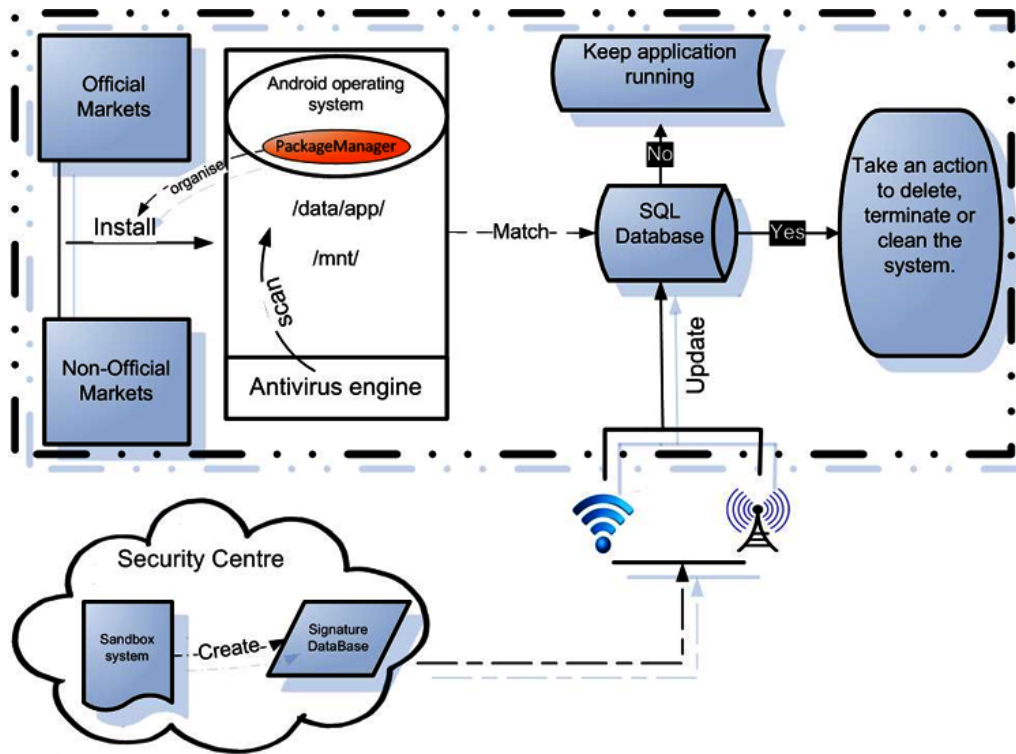 Official
Markets
Android operating
system
PackageManager
organise
Install
/data/app/
/mnt/
scan
Antivirus engine
Non-Official
Markets
Match
Keep application
running
No
SQL
Database
Yes
Take an action
to delete,
terminate or
clean the
system.
Update
Security Centre
Sandbox
system
Create
Signature
DataBase